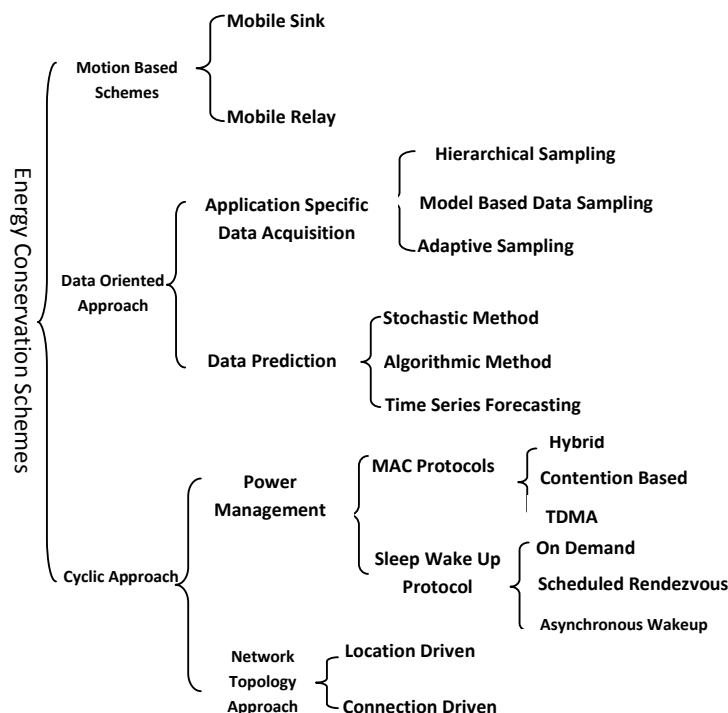 Energy Conservation Schemes
Motion Based
Schemes
Mobile Sink
Mobile Relay
Data Oriented
Approach
Application Specific
Data Acquisition
Hierarchical Sampling
Model Based Data Sampling
Adaptive Sampling
Data Prediction
Stochastic Method
Algorithmic Method
Time Series Forecasting
Cyclic Approach
Power
Management
MAC Protocols
Hybrid
Contention Based
TDMA
Sleep Wake Up
Protocol
On Demand
Scheduled Rendezvous
Asynchronous Wakeup
Network
Topology
Approach
Location Driven
Connection Driven